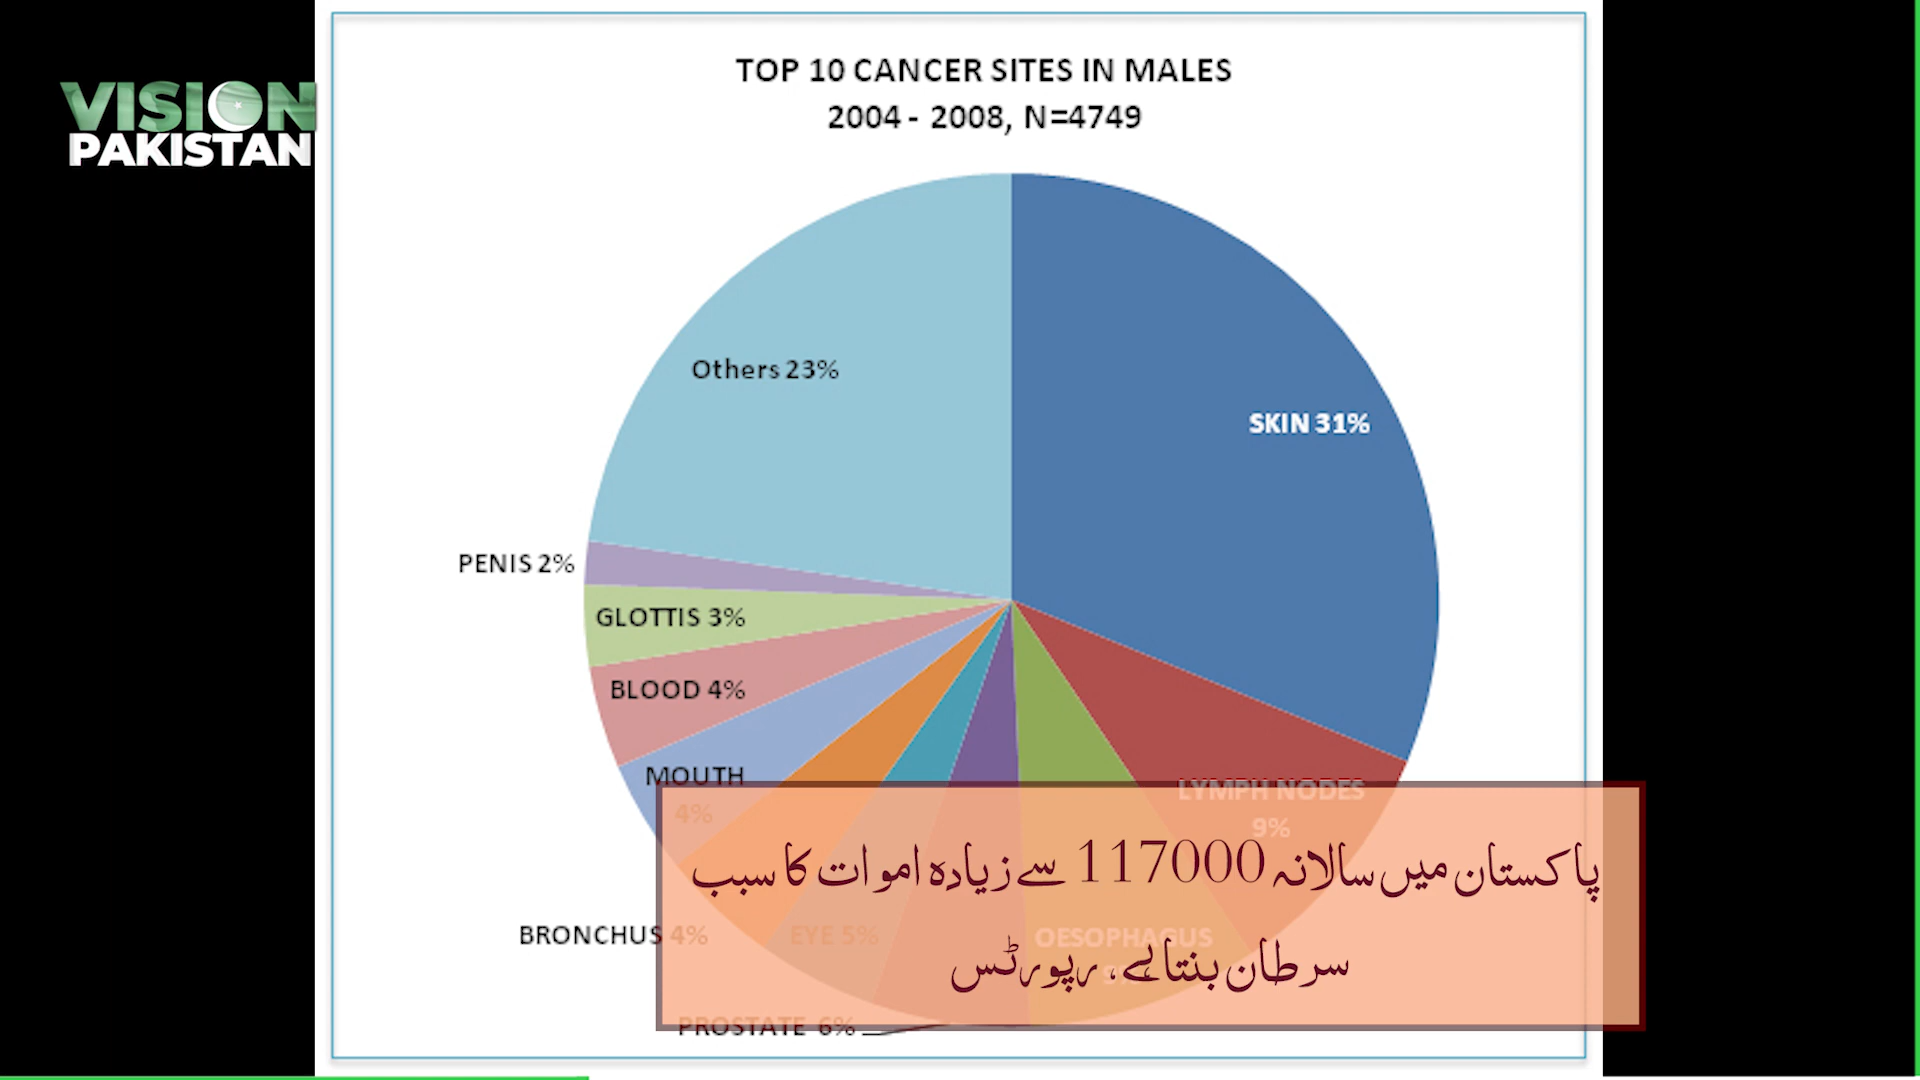 VISION
PAKISTAN
TOP 10 CANCER SITES IN MALES
2004 - 2008, N=4749
Others 23%
SKIN 31%
PENIS 2%
GLOTTIS 3%
BLOOD 4%
MOUTH
4%
LYMPH NODES
9%
BRONCHUS 4%
EYE 5%
OESOPHAGUS
PROSTATE 6%
پاکستان میں سالانہ 117000 سے زیادہ اموات کا سبب
سرطان بنتا ہے، رپورٹس